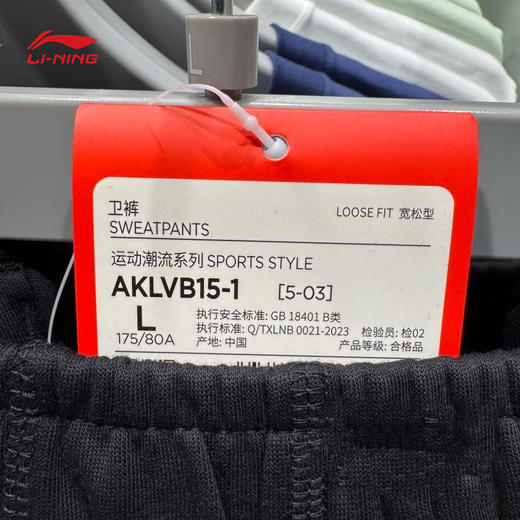 LI-NING
L
卫裤
SWEATPANTS
LOOSE FIT 宽松型
运动潮流系列 SPORTS STYLE
AKLVB15-1 [5-03]
L
175/80A
执行安全标准: GB 18401 B类
执行标准: Q/TXLNB 0021-2023 检验员: 检02
产地: 中国 产品等级: 合格品